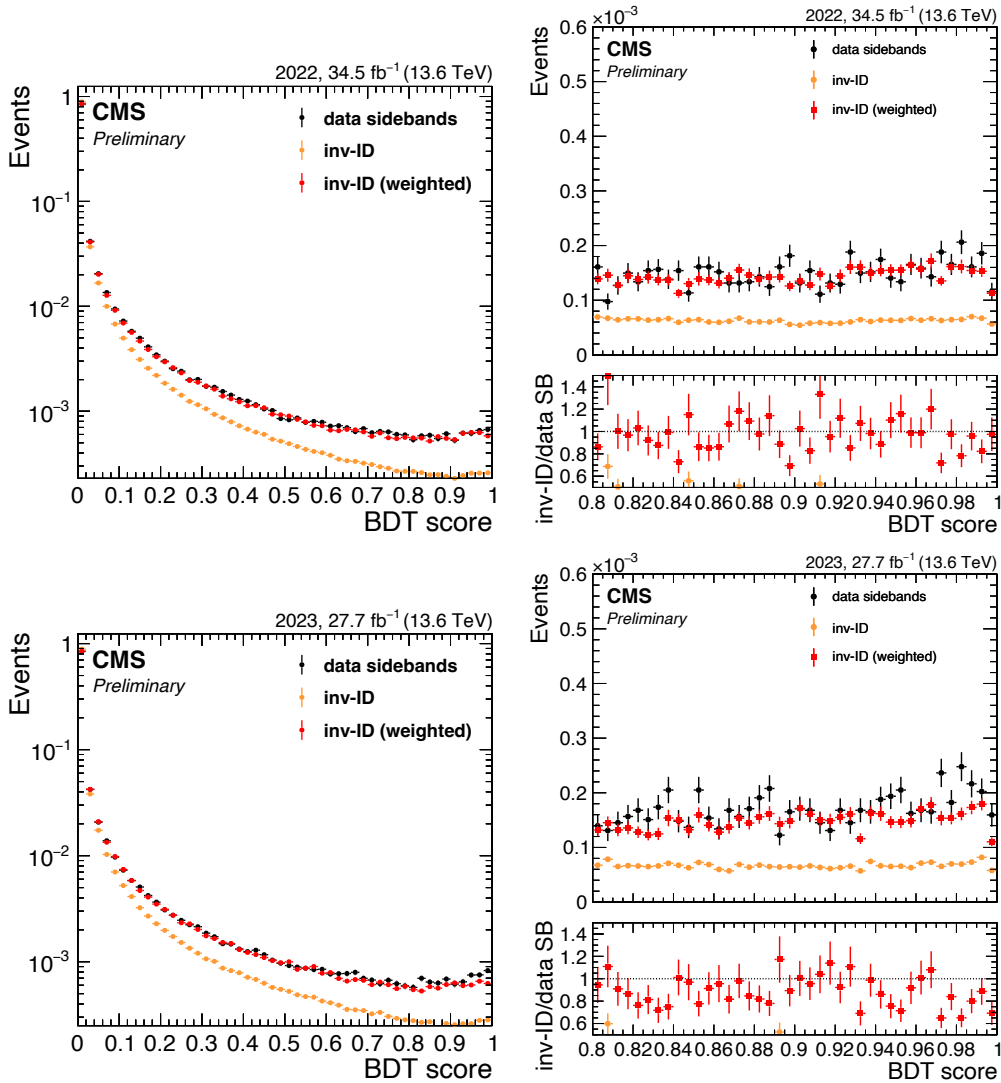 2022, 34.5 fb⁻¹ (13.6 TeV)
Events
1
10⁻¹
10⁻²
10⁻³
CMS
Preliminary
data sidebands
inv-ID
inv-ID (weighted)
0 0.1 0.2 0.3 0.4 0.5 0.6 0.7 0.8 0.9 1
BDT score
2022, 34.5 fb⁻¹ (13.6 TeV)
×10⁻³
Events
0.6
0.4
0.3
0.2
0.1
0
CMS
Preliminary
data sidebands
inv-ID
inv-ID (weighted)
inv-ID/data SB
1.4
1.2
1
0.8
0.6
0.8 0.82 0.84 0.86 0.88 0.9 0.92 0.94 0.96 0.98 1
BDT score
2023, 27.7 fb⁻¹ (13.6 TeV)
Events
1
10⁻¹
10⁻²
10⁻³
CMS
Preliminary
data sidebands
inv-ID
inv-ID (weighted)
0 0.1 0.2 0.3 0.4 0.5 0.6 0.7 0.8 0.9 1
BDT score
2023, 27.7 fb⁻¹ (13.6 TeV)
×10⁻³
Events
0.6
0.4
0.3
0.2
0.1
0
CMS
Preliminary
data sidebands
inv-ID
inv-ID (weighted)
inv-ID/data SB
1.4
1.2
1
0.8
0.6
0.8 0.82 0.84 0.86 0.88 0.9 0.92 0.94 0.96 0.98 1
BDT score